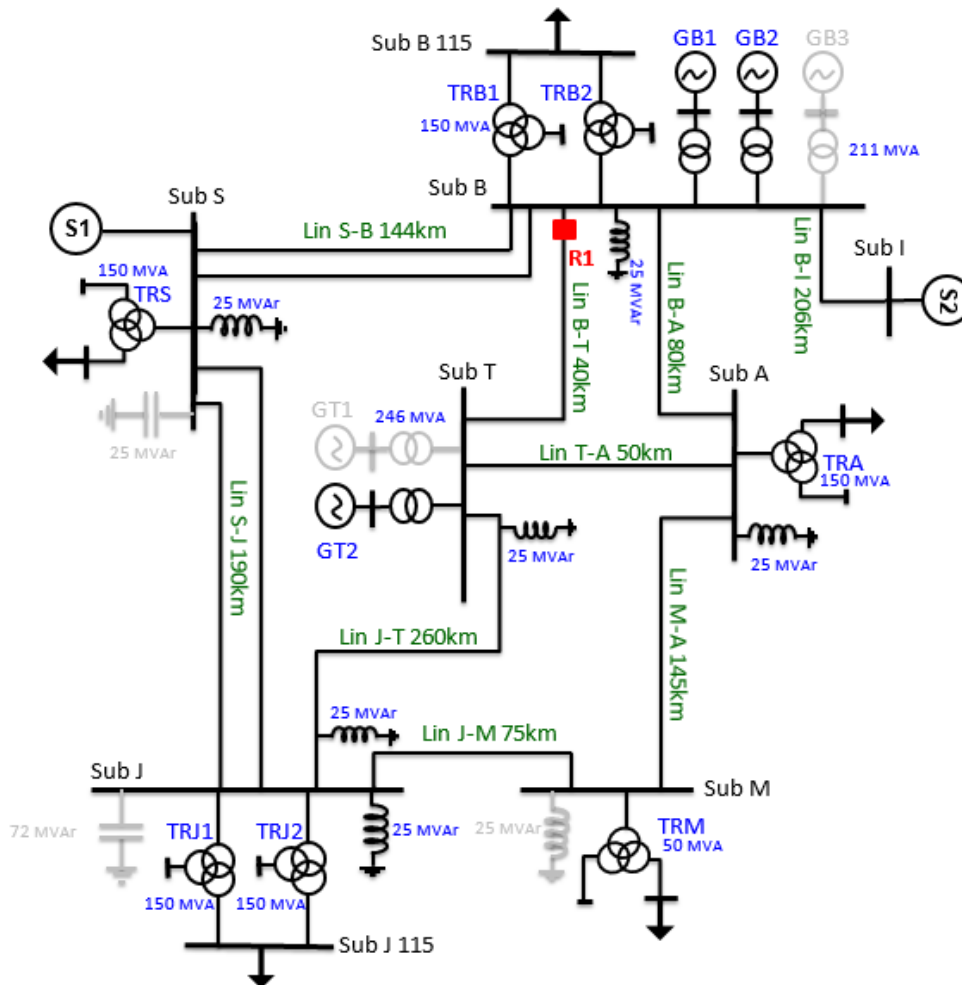 Sub B 115
GB1
GB2
GB3
TRB1
TRB2
150 MVA
211 MVA
Sub S
Sub B
S1
Lin S-B 144km
R1
25 MVAr
Lin B-I 206km
Sub I
S2
150 MVA
TRS
25 MVAr
Lin B-T 40km
Lin B-A 80km
Sub T
Sub A
GT1
246 MVA
25 MVAr
Lin T-A 50km
TRA
150 MVA
GT2
25 MVAr
25 MVAr
Lin S-J 190km
Lin M-A 145km
Lin J-T 260km
25 MVAr
Lin J-M 75km
Sub J
Sub M
72 MVAr
TRJ1
TRJ2
25 MVAr
25 MVAr
TRM
50 MVA
150 MVA
150 MVA
Sub J 115